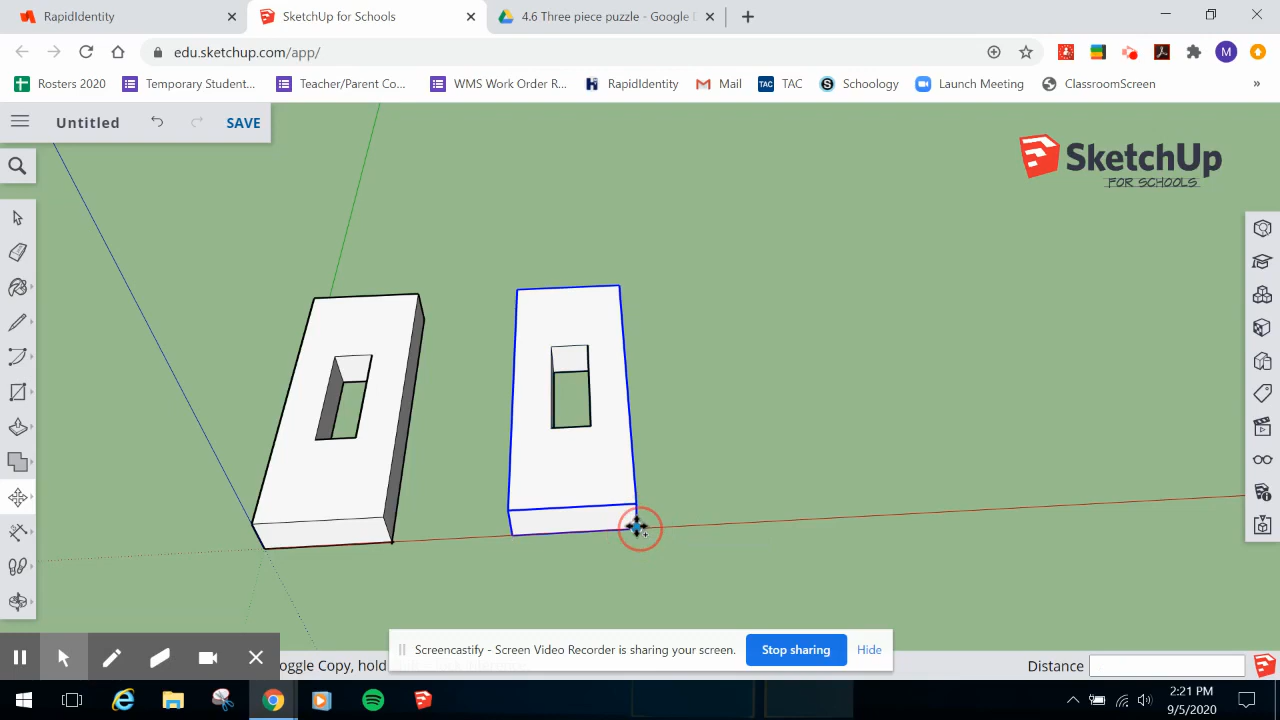 RapidIdentity
SketchUp for Schools
4.6 Three piece puzzle - Google
edu.sketchup.com/app/
M
Rosters 2020
Temporary Student...
Teacher/Parent Co...
WMS Work Order R...
RapidIdentity
Mail
TAC TAC
Schoology
Launch Meeting
ClassroomScreen
»
Untitled
SAVE
SketchUp
FOR SCHOOLS
Screencastify - Screen Video Recorder is sharing your screen.
Stop sharing
Hide
oggle Copy, hold
Distance
2:21 PM
9/5/2020